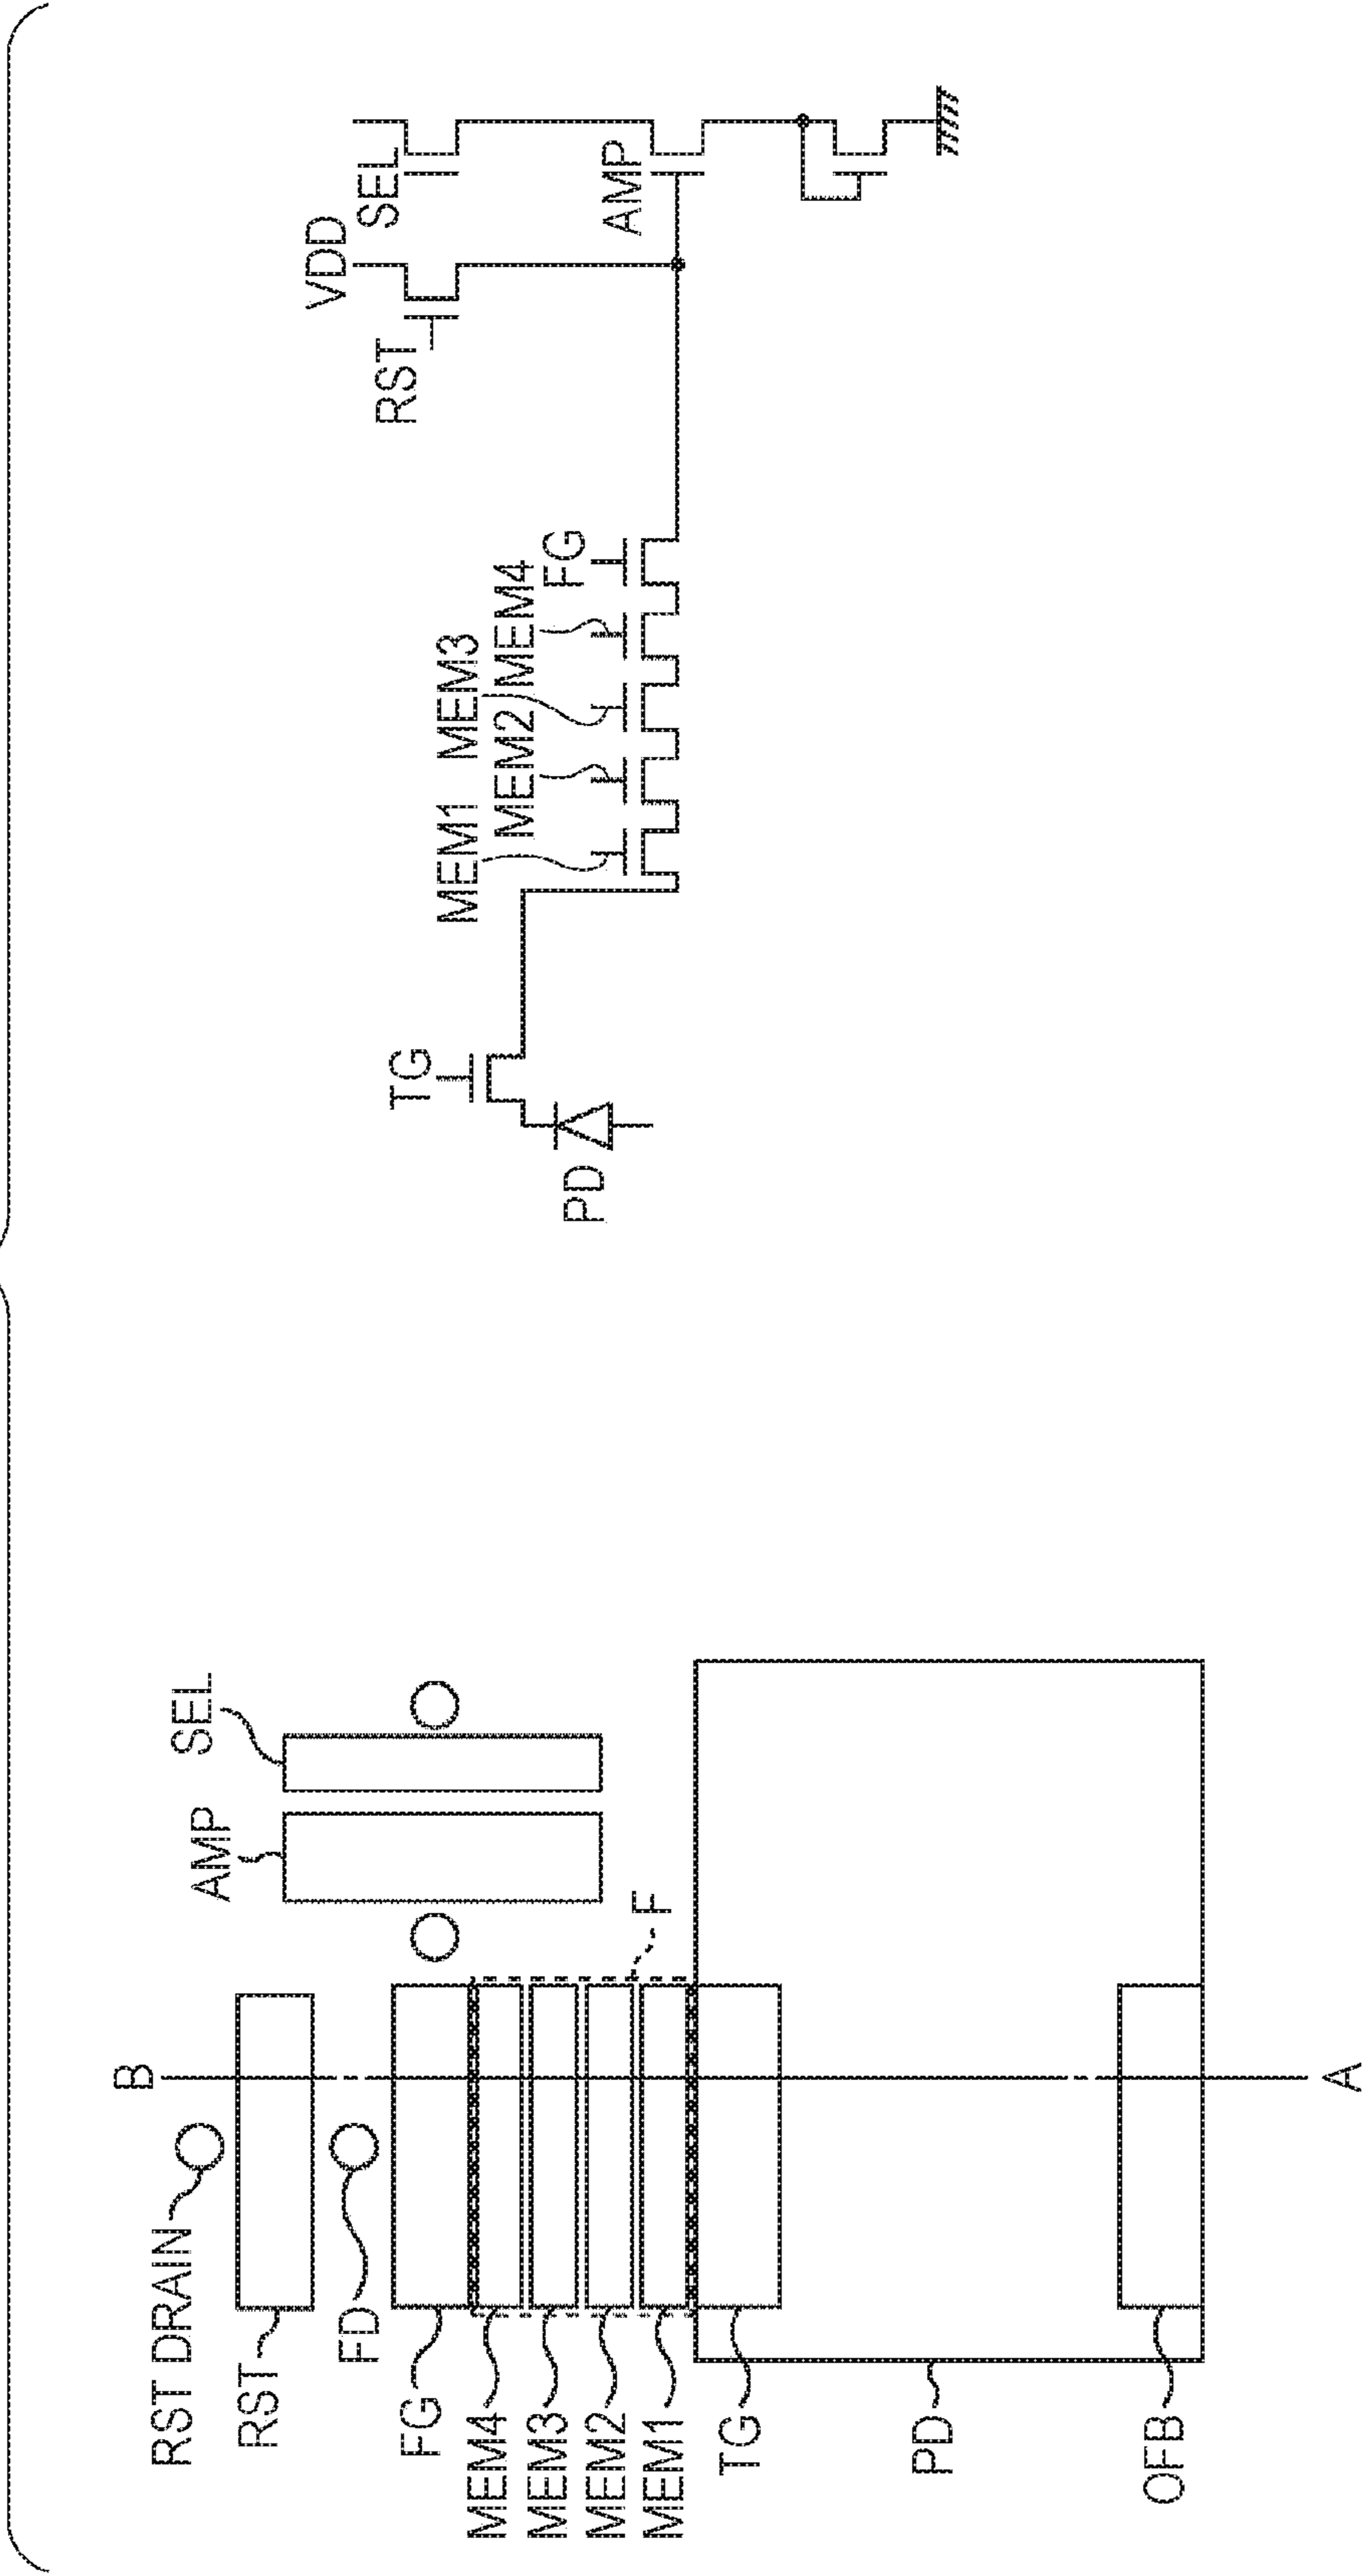 RST DRAIN
RST
FD
FG
MEM4
MEM3
MEM2
MEM1
TG
PD
OFB
B
A
F
AMP
SEL
PD
TG
MEM1
MEM2
MEM3
MEM4
FG
RST
VDD
SEL
AMP